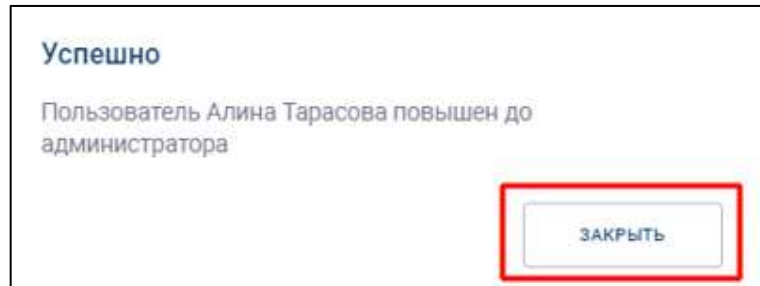 Успешно
Пользователь Алина Тарасова повышен до
администратора
ЗАКРЫТЬ